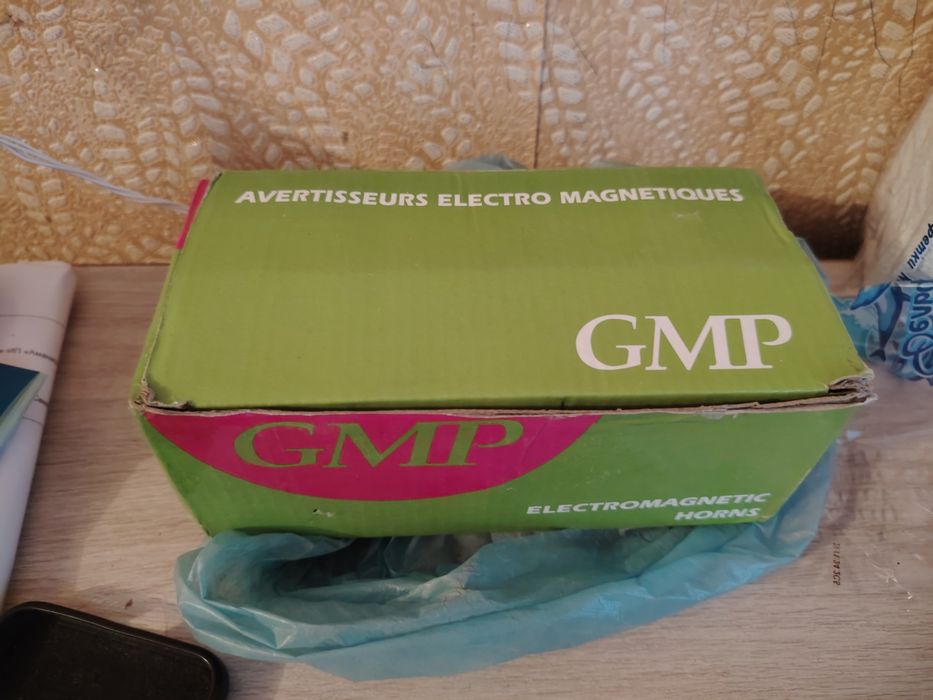 AVERTISSEURS ELECTRO MAGNETIQUES
GMP
GMP
ELECTROMAGNETIC
HORNS